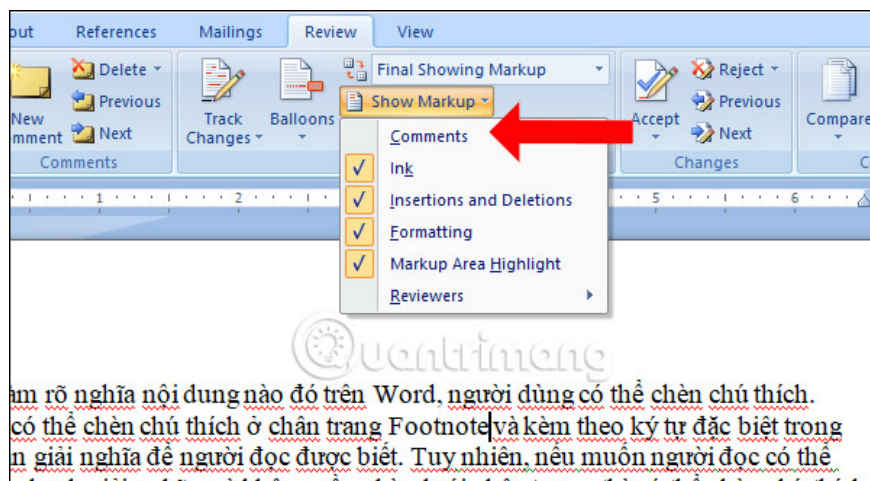 References Mailings Review View
Delete Final Showing Markup Reject
Previous Show Markup Previous
New Track Balloons Accept Compare
Next Changes Next
Comments Changes
1 2 5 6
Comments
Ink
Insertions and Deletions
Formatting
Markup Area Highlight
Reviewers
Quantrimang
rõ nghĩa nội dung nào đó trên Word, người dùng có thể chèn chú thích.
có thể chèn chú thích ở chân trang Footnote và kèm theo ký tự đặc biệt trong
giải nghĩa để người đọc được biết. Tuy nhiên, nếu muốn người đọc có thể